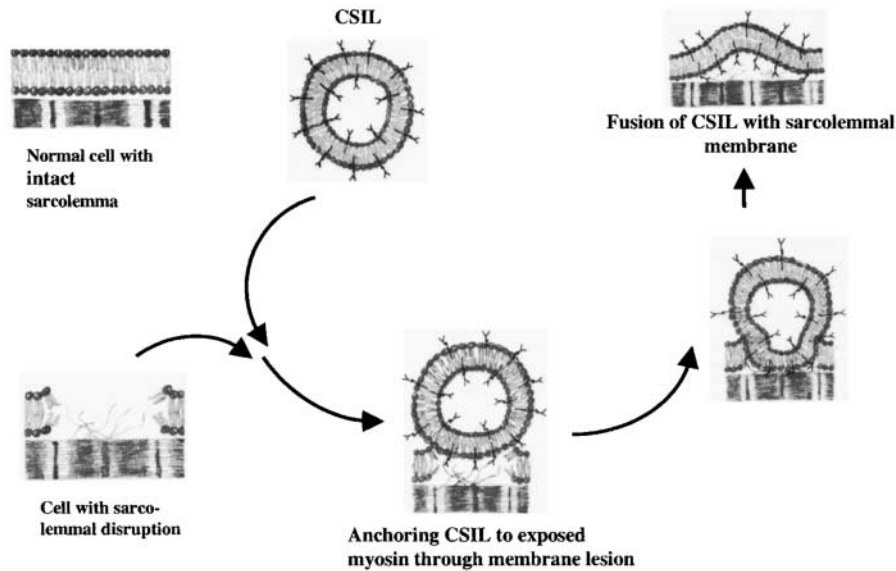 CSIL
Normal cell with
intact
sarcolemma
Fusion of CSIL with sarcolemmal
membrane
Cell with sarco-
lemmal disruption
Anchoring CSIL to exposed
myosin through membrane lesion